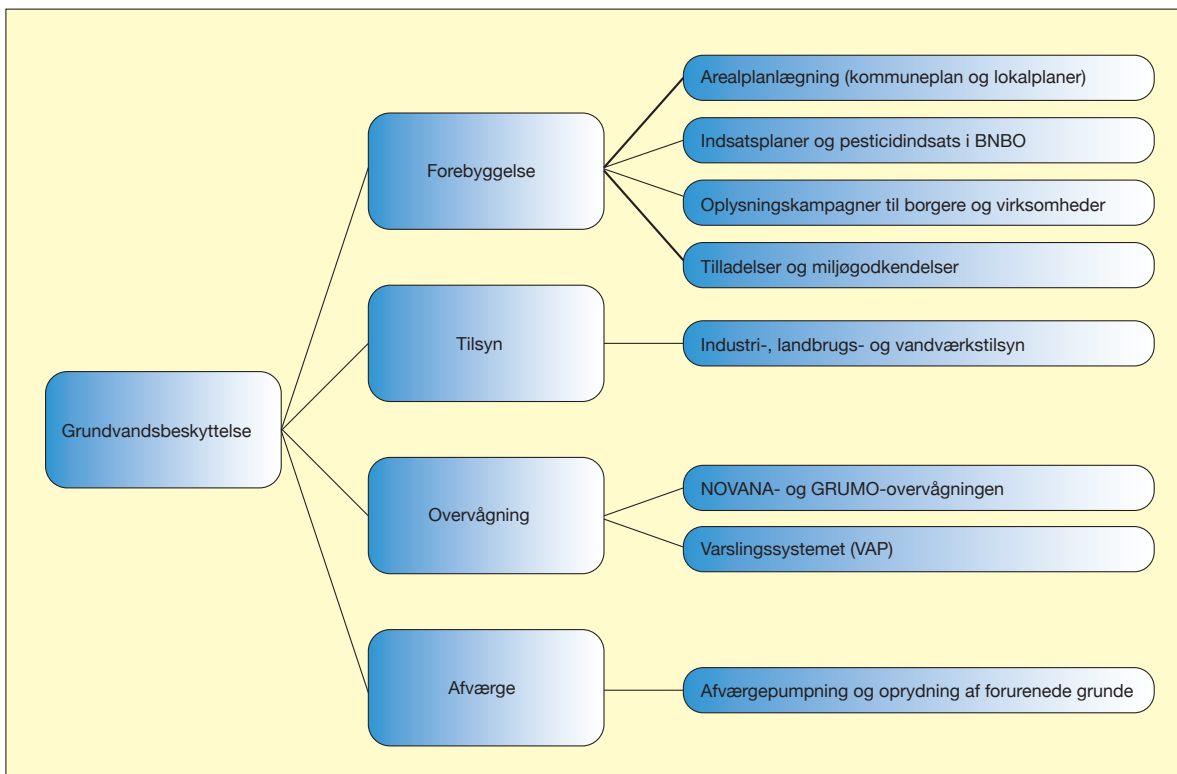 Grundvandsbeskyttelse
Forebyggelse
Arealplanlægning (kommuneplan og lokalplaner)
Indsatsplaner og pesticidindsats i BNBO
Oplysningskampagner til borgere og virksomheder
Tilladelser og miljøgodkendelser
Tilsyn
Industri-, landbrugs- og vandværkstilsyn
Overvågning
NOVANA- og GRUMO-overvågningen
Varslingssystemet (VAP)
Afværge
Afværgepumpning og oprydning af forurenede grunde